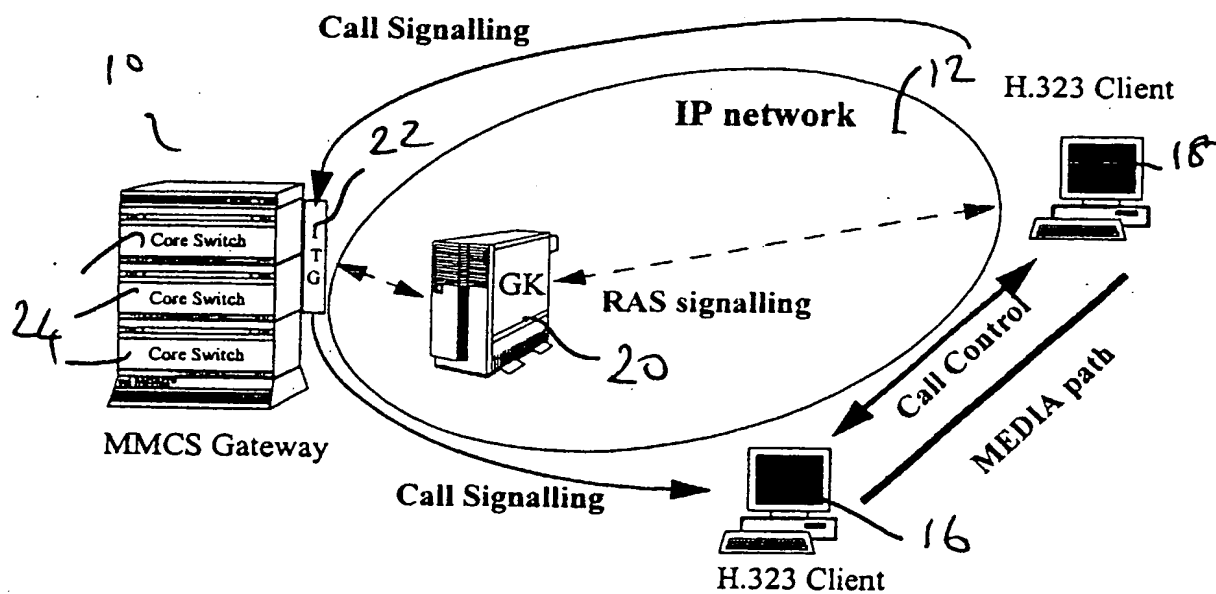 Call Signalling
10
12
H.323 Client
IP network
22
18
ITG
Core Switch
GK
Core Switch
RAS signalling
24
Core Switch
20
Call Control
MEDIA path
MMCS Gateway
Call Signalling
16
H.323 Client